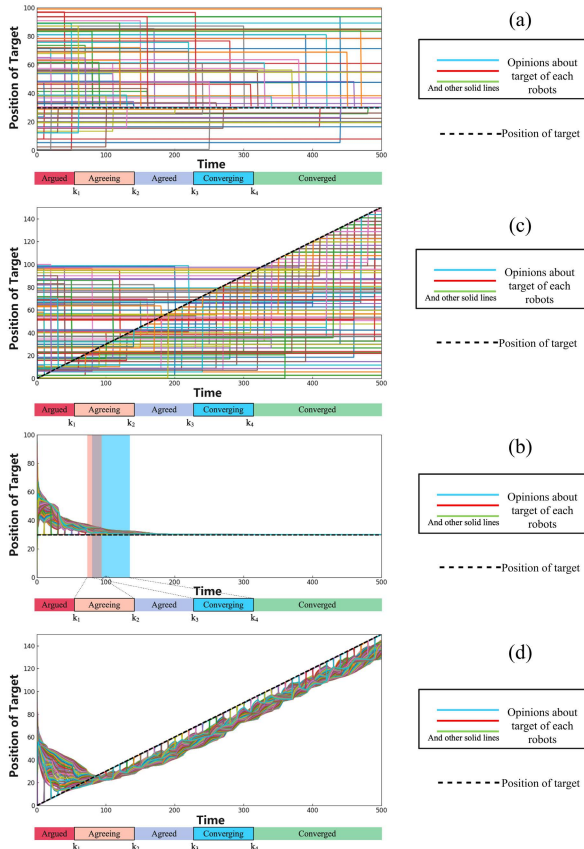 (a)
Position of Target
100
80
60
40
20
0
0 100 200 300 400 500
Time
Argued Agreeing Agreed Converging Converged
k1 k2 k3 k4
Opinions about
target of each
And other solid lines robots
Position of target
(c)
Position of Target
140
120
100
80
60
40
20
0
0 100 200 300 400 500
Time
Argued Agreeing Agreed Converging Converged
k1 k2 k3 k4
Opinions about
target of each
And other solid lines robots
Position of target
(b)
Position of Target
100
80
60
40
20
0
0 100 200 300 400 500
Time
Argued Agreeing Agreed Converging Converged
k1 k2 k3 k4
Opinions about
target of each
And other solid lines robots
Position of target
(d)
Position of Target
140
120
100
80
60
40
20
0
0 100 200 300 400 500
Time
Argued Agreeing Agreed Converging Converged
k1 k2 k3 k4
Opinions about
target of each
And other solid lines robots
Position of target